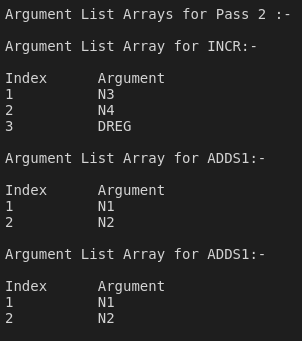 Argument List Arrays for Pass 2 :-
Argument List Array for INCR:-
Index Argument
1 N3
2 N4
3 DREG
Argument List Array for ADDS1:-
Index Argument
1 N1
2 N2
Argument List Array for ADDS1:-
Index Argument
1 N1
2 N2